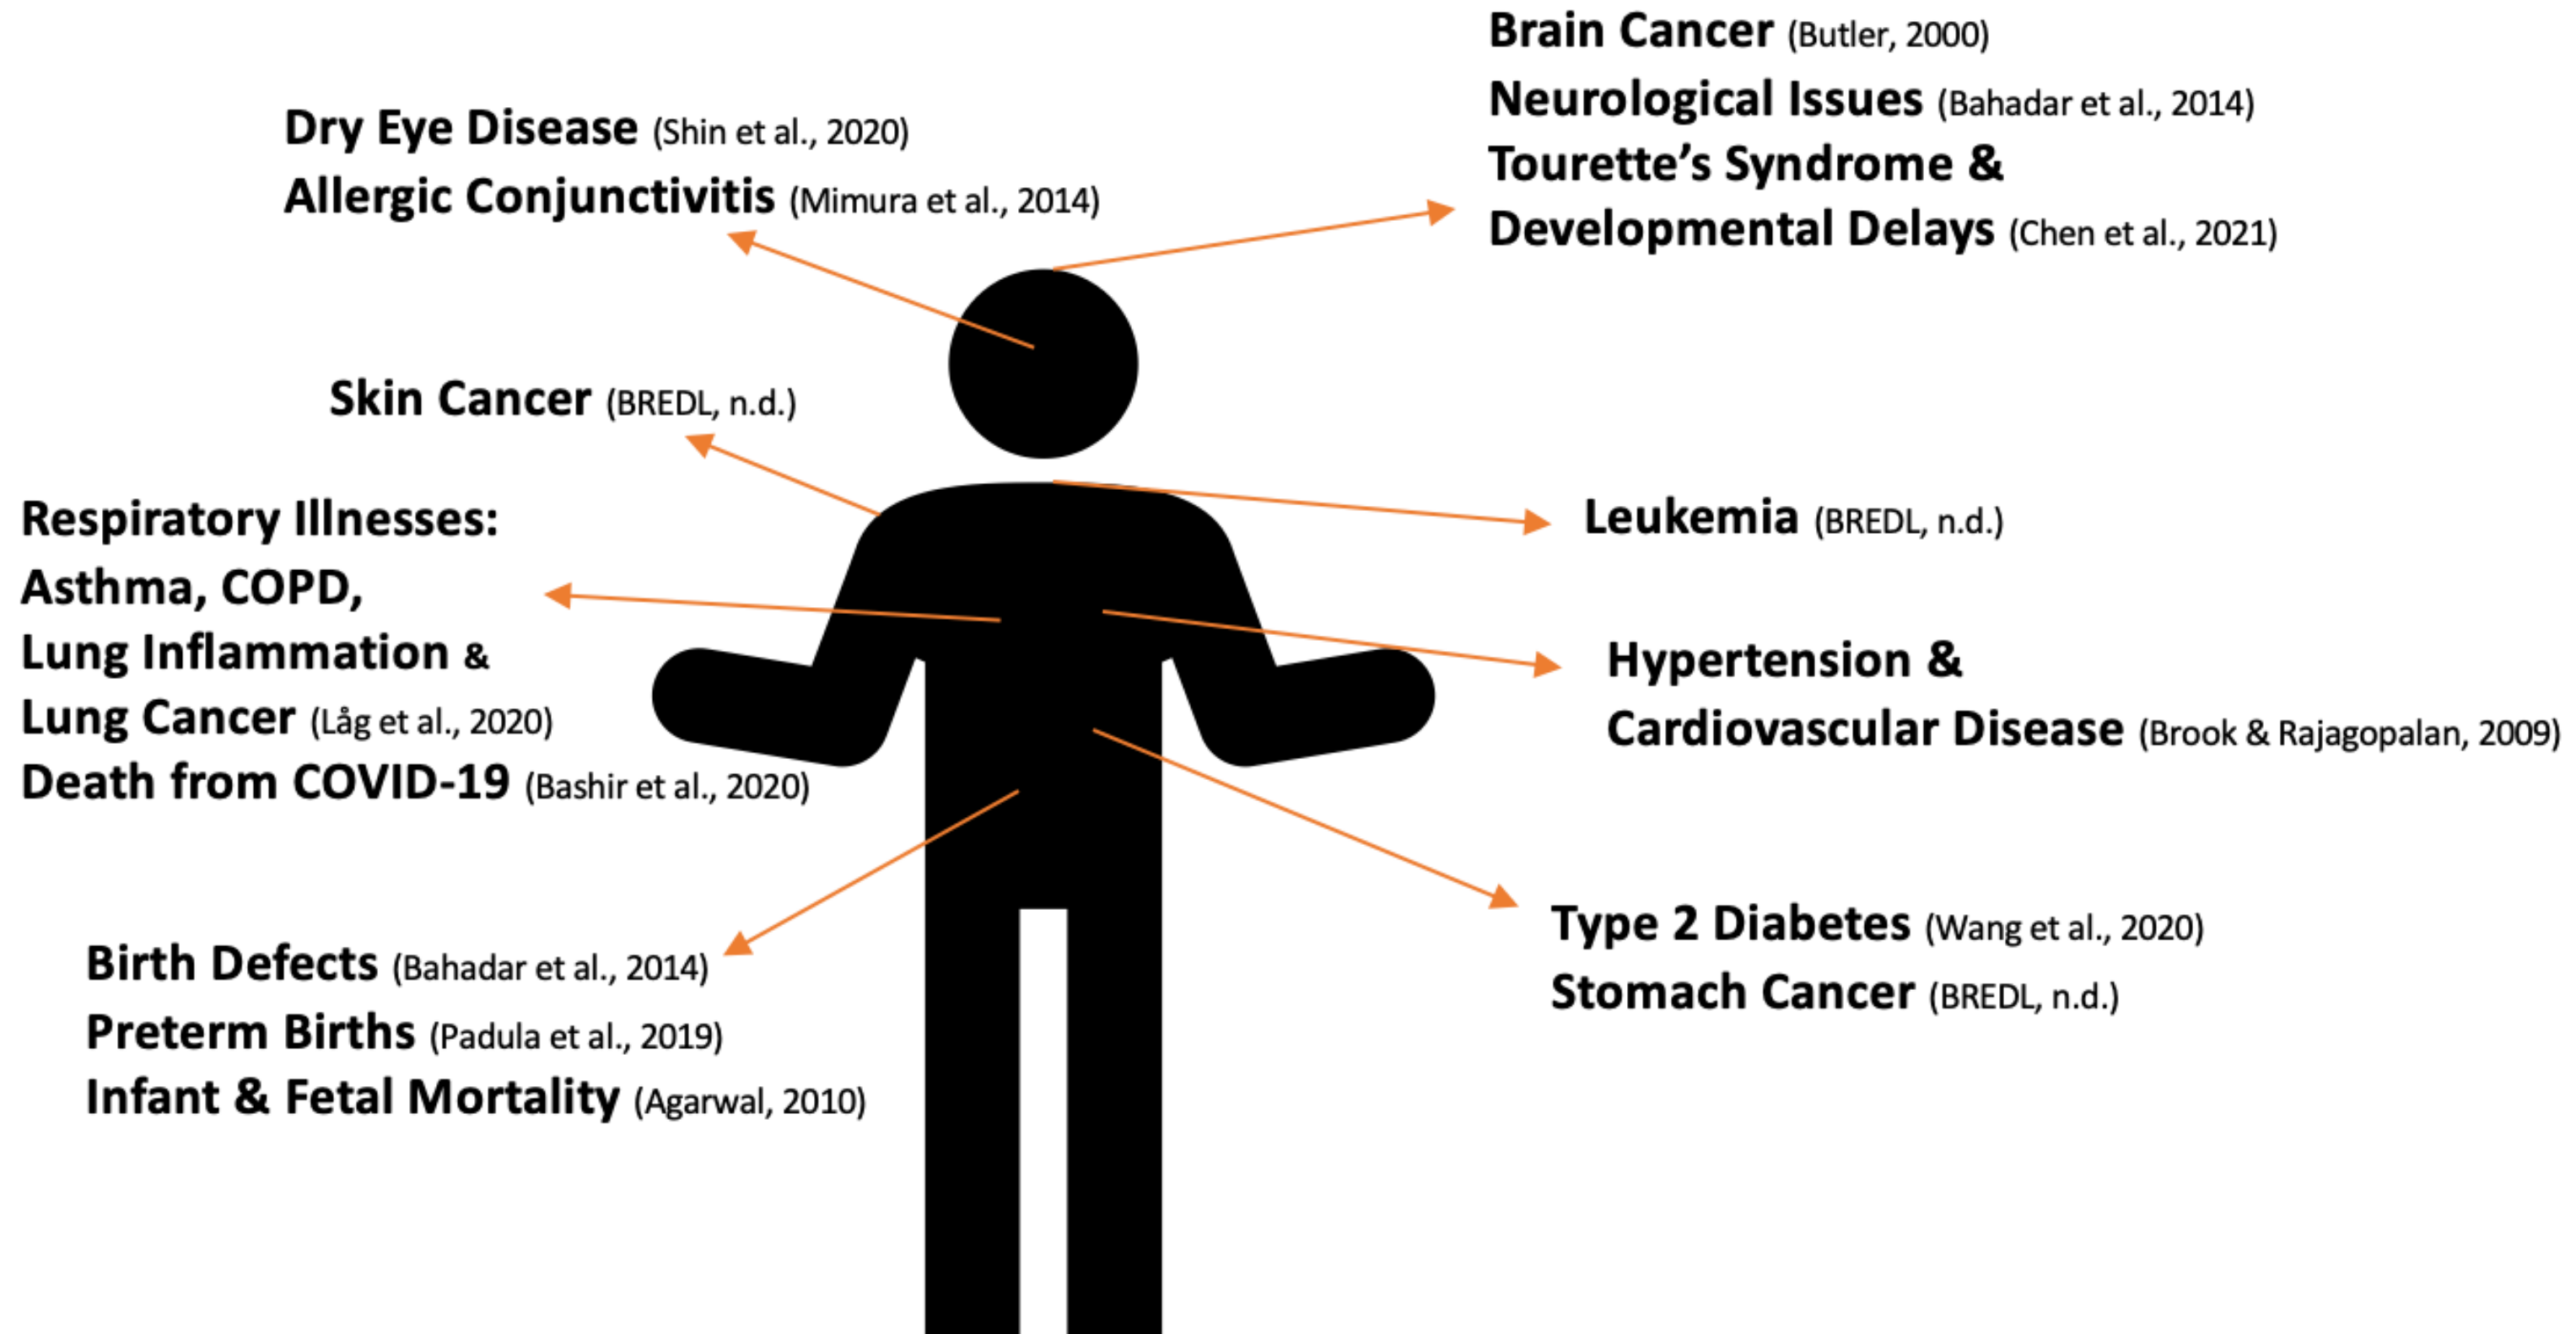 Brain Cancer (Butler, 2000)
Neurological Issues (Bahadar et al., 2014)
Tourette’s Syndrome &
Developmental Delays (Chen et al., 2021)
Dry Eye Disease (Shin et al., 2020)
Allergic Conjunctivitis (Mimura et al., 2014)
Skin Cancer (BREDL, n.d.)
Respiratory Illnesses:
Asthma, COPD,
Lung Inflammation &
Lung Cancer (Låg et al., 2020)
Death from COVID-19 (Bashir et al., 2020)
Leukemia (BREDL, n.d.)
Hypertension &
Cardiovascular Disease (Brook & Rajagopalan, 2009)
Birth Defects (Bahadar et al., 2014)
Preterm Births (Padula et al., 2019)
Infant & Fetal Mortality (Agarwal, 2010)
Type 2 Diabetes (Wang et al., 2020)
Stomach Cancer (BREDL, n.d.)